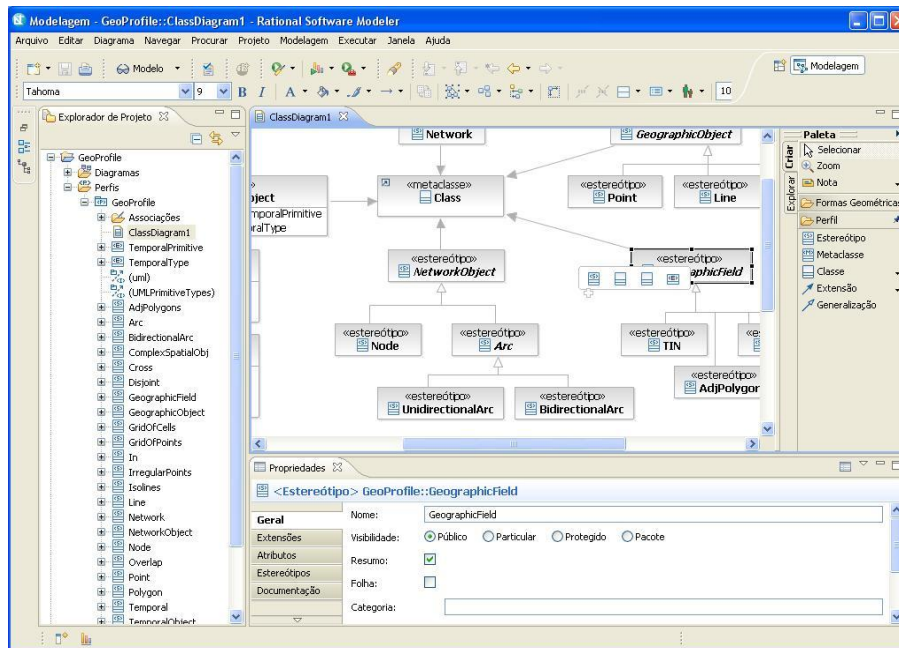 Modelagem - GeoProfile::ClassDiagram1 - Rational Software Modeler
Arquivo Editar Diagrama Navegar Procurar Projeto Modelagem Executar Janela Ajuda
Modelo
Modelagem
Tahoma 9 B I A 10
Explorador de Projeto
GeoProfile
Diagramas
Perfis
GeoProfile
Associações
ClassDiagram1
TemporalPrimitive
TemporalType
(uml)
(UMLPrimitiveTypes)
AdjPolygons
Arc
BidirectionalArc
ComplexSpatialObj
Cross
Disjoint
GeographicField
GeographicObject
GridOfCells
GridOfPoints
In
IrregularPoints
Isolines
Line
Network
NetworkObject
Node
Overlap
Point
Polygon
Temporal
TemporalObject
ClassDiagram1
Network
GeographicObject
«metaclasse»
Class
«estereótipo»
Point
«estereótipo»
Line
bject
mporalPrimitive
oralType
«estereótipo»
NetworkObject
«estereótipo»
aphicField
«estereótipo»
Node
«estereótipo»
Arc
«estereótipo»
TIN
«estereótipo»
AdjPolygon
«estereótipo»
UnidirectionalArc
«estereótipo»
BidirectionalArc
Paleta
Criar
Explorar
Selecionar
Zoom
Nota
Formas Geométricas
Perfil
Estereótipo
Metaclasse
Classe
Extensão
Generalização
Propriedades
<Estereótipo> GeoProfile::GeographicField
Geral
Extensões
Atributos
Estereótipos
Documentação
Nome: GeographicField
Visibilidade: Público Particular Protegido Pacote
Resumo:
Folha:
Categoria: